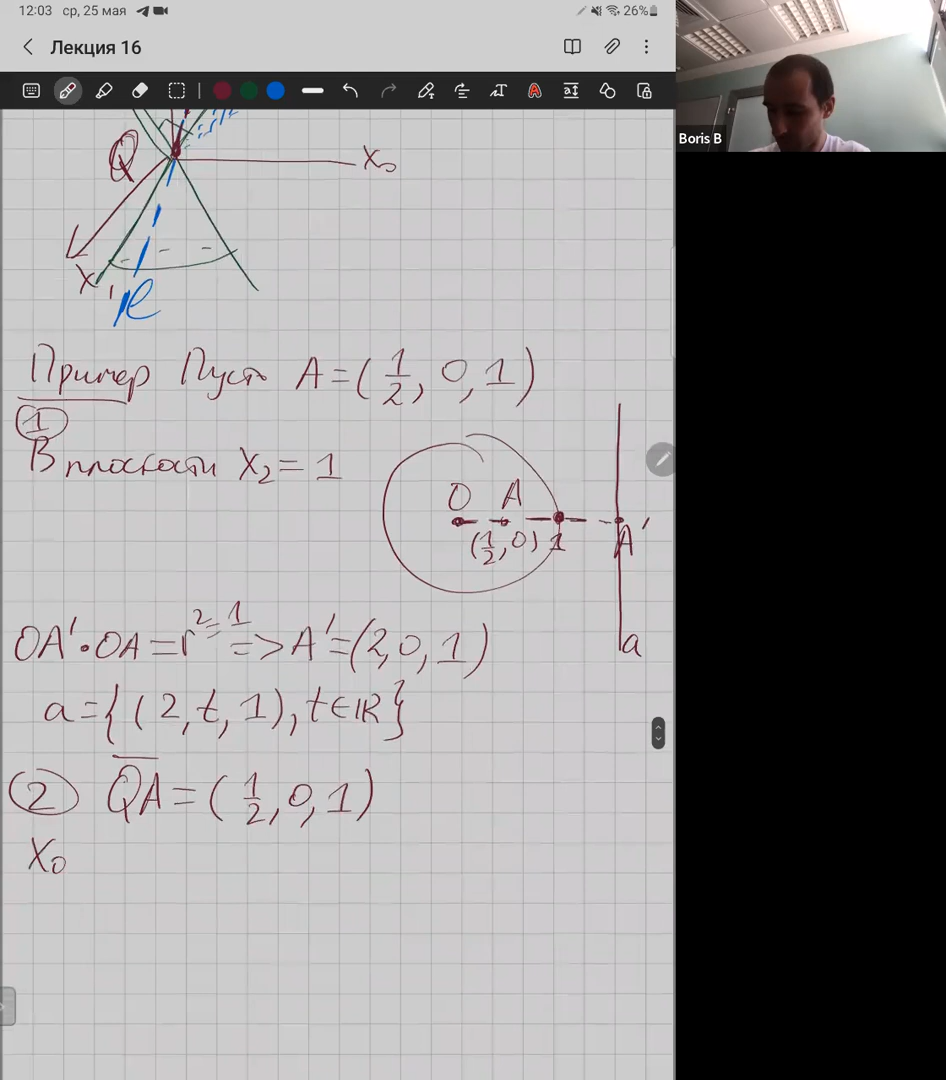 12:03 ср, 25 мая
26%
Лекция 16
Boris B
Q
X₀
X₁
l
Пример Пусть A=(1/2, 0, 1)
①
В плоскости X₂=1
O A
(1/2, 0) 1 A'
OA'·OA=r²=1 => A'=(2,0,1)
a
a={(2,t,1), t∈ℝ}
② QA=(1/2,0,1)
X₀